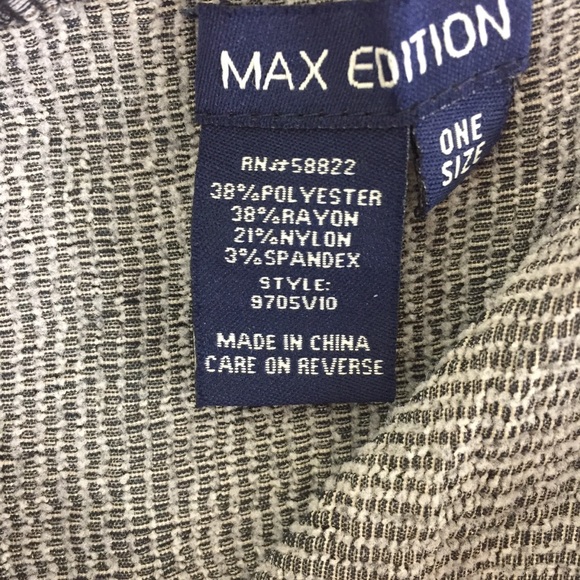 MAX EDITION
ONE
SIZE
RN#58822
38%POLYESTER
38%RAYON
21%NYLON
3%SPANDEX
STYLE:
9705V10
MADE IN CHINA
CARE ON REVERSE